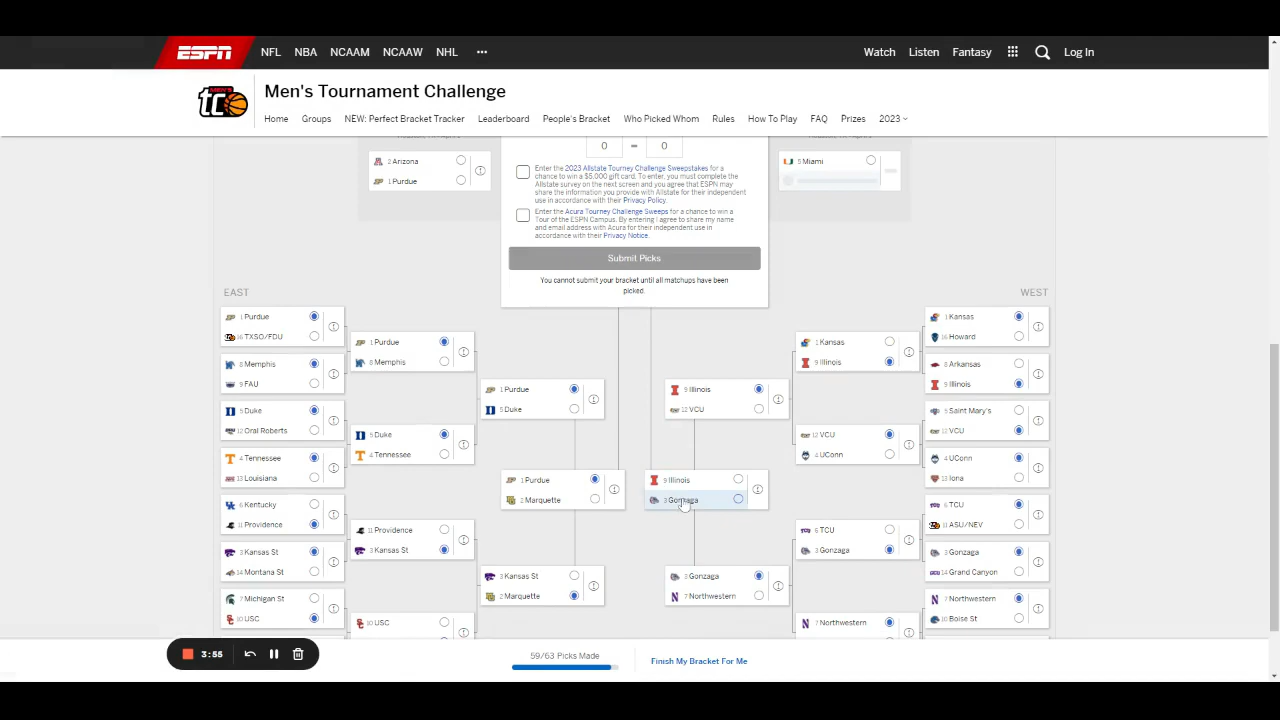 ESPN
NFL NBA NCAAM NCAAW NHL ••• Watch Listen Fantasy Log In
MEN'S
tc
Men's Tournament Challenge
Home Groups NEW: Perfect Bracket Tracker Leaderboard People's Bracket Who Picked Whom Rules How To Play FAQ Prizes 2023
2 Arizona
1 Purdue
0 – 0
5 Miami
Enter the 2023 Allstate Tourney Challenge Sweepstakes for a
chance to win a $5,000 gift card. To enter, you must complete the
Allstate survey on the next screen and you agree that ESPN may
share the information you provide with Allstate for their independent
use in accordance with their Privacy Policy.
Enter the Acura Tourney Challenge Sweeps for a chance to win a
Tour of the ESPN Campus. By entering I agree to share my name
and email address with Acura for their independent use in
accordance with their Privacy Notice.
Submit Picks
You cannot submit your bracket until all matchups have been
picked.
EAST
1 Purdue
16 TXSO/FDU
8 Memphis
9 FAU
5 Duke
12 Oral Roberts
4 Tennessee
13 Louisiana
6 Kentucky
11 Providence
3 Kansas St
14 Montana St
7 Michigan St
10 USC
1 Purdue
8 Memphis
5 Duke
4 Tennessee
11 Providence
3 Kansas St
10 USC
1 Purdue
5 Duke
3 Kansas St
2 Marquette
1 Purdue
2 Marquette
9 Illinois
3 Gonzaga
9 Illinois
12 VCU
3 Gonzaga
7 Northwestern
1 Kansas
9 Illinois
12 VCU
4 UConn
6 TCU
3 Gonzaga
7 Northwestern
WEST
1 Kansas
16 Howard
8 Arkansas
9 Illinois
5 Saint Mary's
12 VCU
4 UConn
13 Iona
6 TCU
11 ASU/NEV
3 Gonzaga
14 Grand Canyon
7 Northwestern
10 Boise St
3:55
59/63 Picks Made
Finish My Bracket For Me